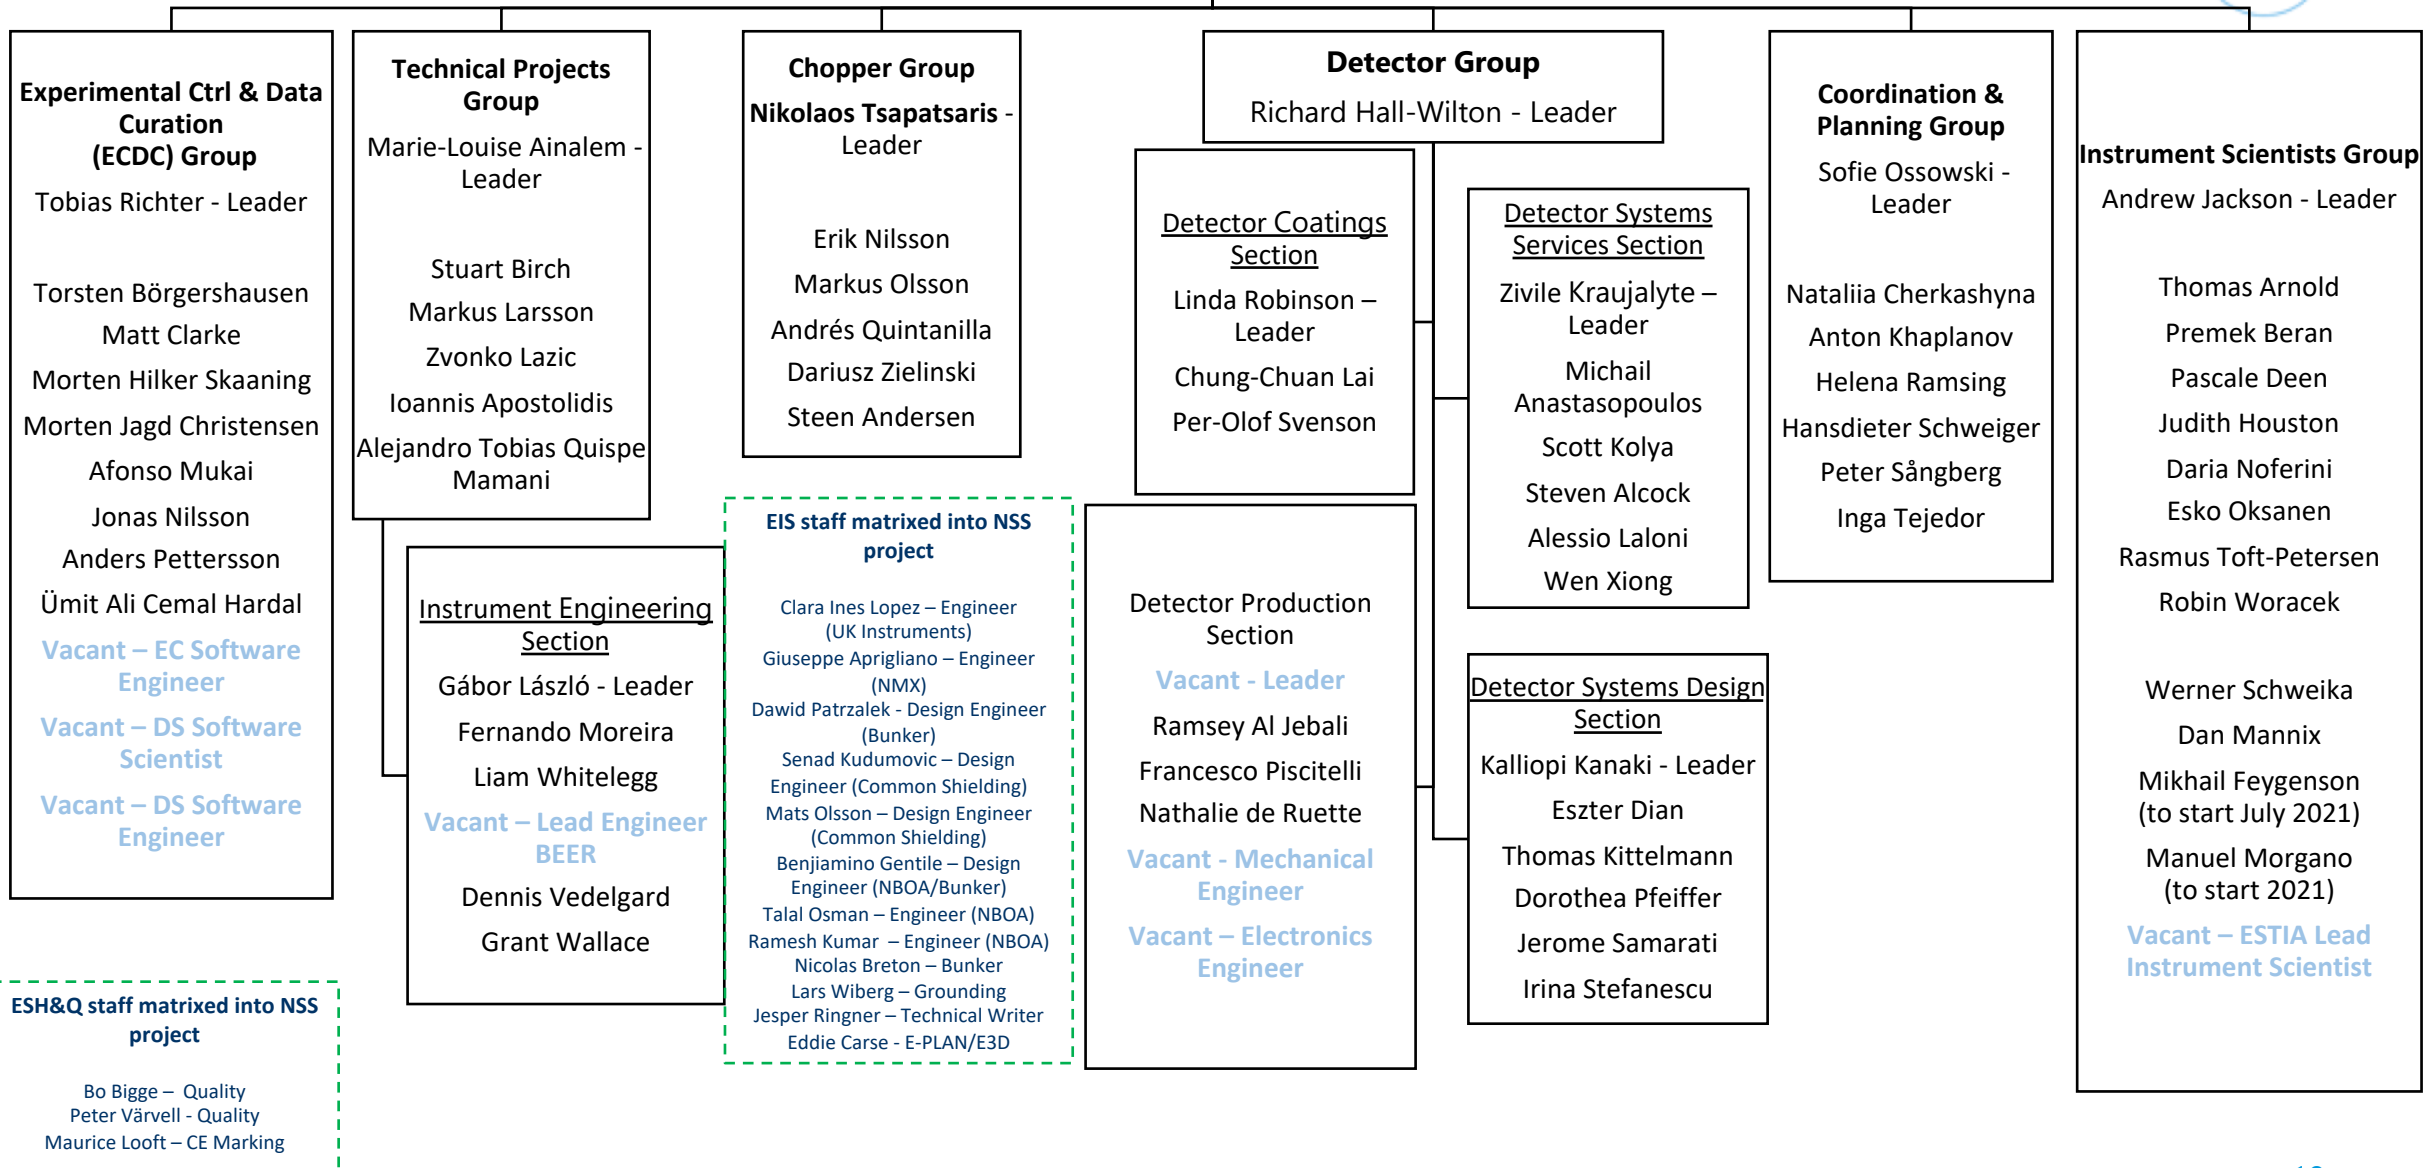 Experimental Ctrl & Data
Curation
(ECDC) Group
Tobias Richter - Leader
Torsten Börgershausen
Matt Clarke
Morten Hilker Skaaning
Morten Jagd Christensen
Afonso Mukai
Jonas Nilsson
Anders Pettersson
Ümit Ali Cemal Hardal
Vacant – EC Software
Engineer
Vacant – DS Software
Scientist
Vacant – DS Software
Engineer
ESH&Q staff matrixed into NSS
project
Bo Bigge – Quality
Peter Värvell - Quality
Maurice Looft – CE Marking
Technical Projects
Group
Marie-Louise Ainalem -
Leader
Stuart Birch
Markus Larsson
Zvonko Lazic
Ioannis Apostolidis
Alejandro Tobias Quispe
Mamani
Instrument Engineering
Section
Gábor László - Leader
Fernando Moreira
Liam Whitelegg
Vacant – Lead Engineer
BEER
Dennis Vedelgard
Grant Wallace
Chopper Group
Nikolaos Tsapatsaris -
Leader
Erik Nilsson
Markus Olsson
Andrés Quintanilla
Dariusz Zielinski
Steen Andersen
EIS staff matrixed into NSS
project
Clara Ines Lopez – Engineer
(UK Instruments)
Giuseppe Aprigliano – Engineer
(NMX)
Dawid Patrzalek - Design Engineer
(Bunker)
Senad Kudumovic – Design
Engineer (Common Shielding)
Mats Olsson – Design Engineer
(Common Shielding)
Benjiamino Gentile – Design
Engineer (NBOA/Bunker)
Talal Osman – Engineer (NBOA)
Ramesh Kumar – Engineer (NBOA)
Nicolas Breton – Bunker
Lars Wiberg – Grounding
Jesper Ringner – Technical Writer
Eddie Carse - E-PLAN/E3D
Detector Group
Richard Hall-Wilton - Leader
Detector Coatings
Section
Linda Robinson –
Leader
Chung-Chuan Lai
Per-Olof Svenson
Detector Production
Section
Vacant - Leader
Ramsey Al Jebali
Francesco Piscitelli
Nathalie de Ruette
Vacant - Mechanical
Engineer
Vacant – Electronics
Engineer
Detector Systems
Services Section
Zivile Kraujalyte –
Leader
Michail
Anastasopoulos
Scott Kolya
Steven Alcock
Alessio Laloni
Wen Xiong
Detector Systems Design
Section
Kalliopi Kanaki - Leader
Eszter Dian
Thomas Kittelmann
Dorothea Pfeiffer
Jerome Samarati
Irina Stefanescu
Coordination &
Planning Group
Sofie Ossowski -
Leader
Nataliia Cherkashyna
Anton Khaplanov
Helena Ramsing
Hansdieter Schweiger
Peter Sångberg
Inga Tejedor
Instrument Scientists Group
Andrew Jackson - Leader
Thomas Arnold
Premek Beran
Pascale Deen
Judith Houston
Daria Noferini
Esko Oksanen
Rasmus Toft-Petersen
Robin Woracek
Werner Schweika
Dan Mannix
Mikhail Feygenson
(to start July 2021)
Manuel Morgano
(to start 2021)
Vacant – ESTIA Lead
Instrument Scientist